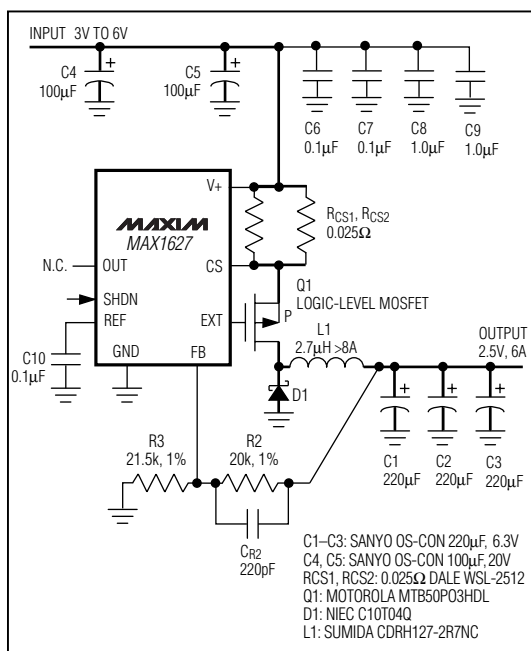 INPUT 3V TO 6V
C4
100µF
+
C5
100µF
+
C6
0.1µF
C7
0.1µF
C8
1.0µF
C9
1.0µF
V+
MAXIM
MAX1627
RCS1, RCS2
0.025Ω
N.C.
OUT
CS
SHDN
REF
EXT
GND
FB
C10
0.1µF
Q1
LOGIC-LEVEL MOSFET
P
L1
2.7µH >8A
OUTPUT
2.5V, 6A
D1
+
+
+
C1
220µF
C2
220µF
C3
220µF
R3
21.5k, 1%
R2
20k, 1%
CR2
220pF
C1–C3: SANYO OS-CON 220µF, 6.3V
C4, C5: SANYO OS-CON 100µF, 20V
RCS1, RCS2: 0.025Ω DALE WSL-2512
Q1: MOTOROLA MTB50PO3HDL
D1: NIEC C10T04Q
L1: SUMIDA CDRH127-2R7NC